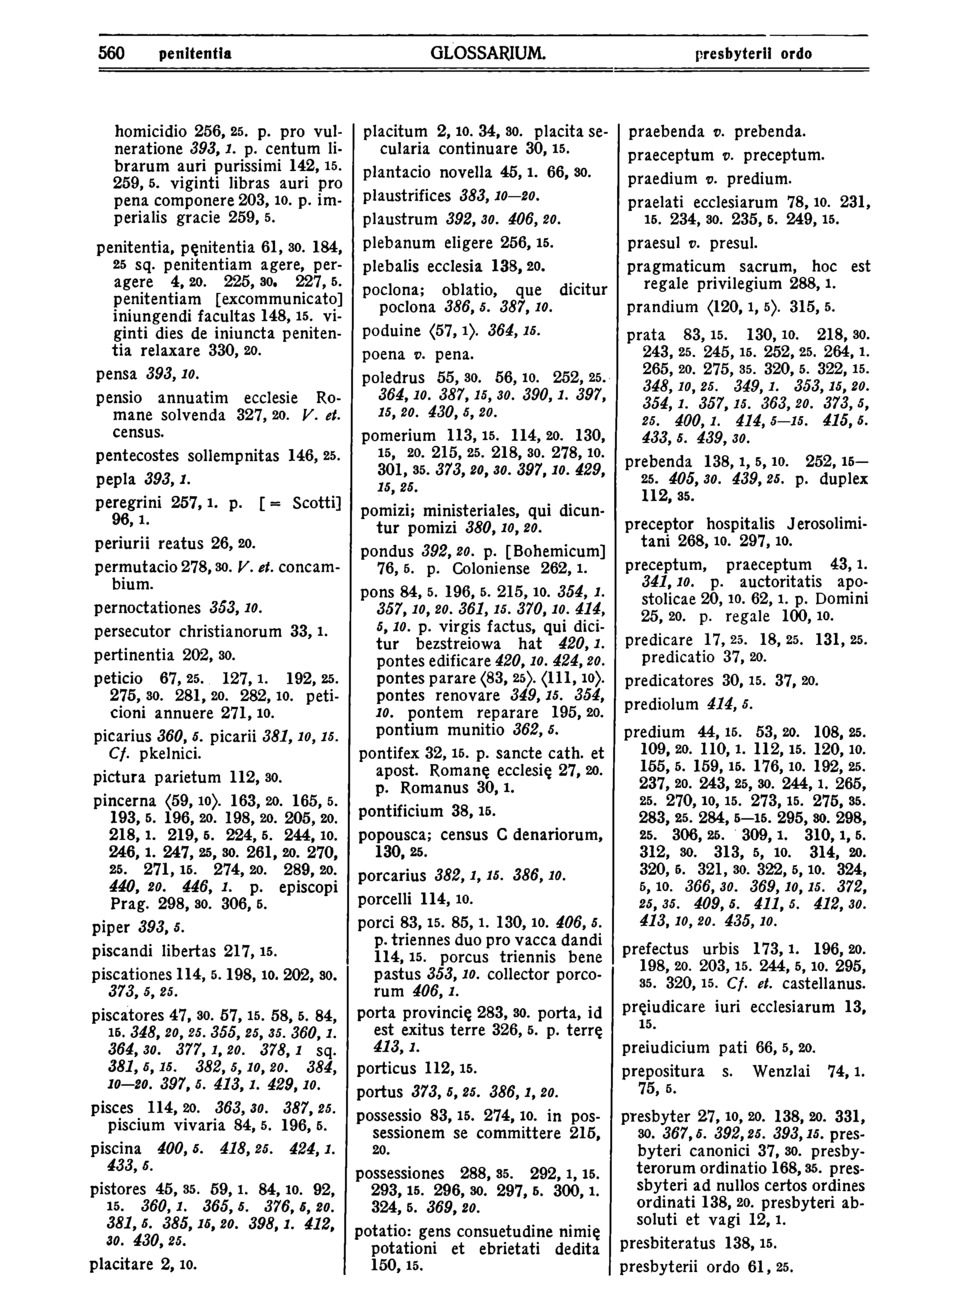 560 penitentia GLOSSARIUM. presbyterii ordo
homicidio 256, 25. p. pro vul-
neratione 393, 1. p. centum li-
brarum auri purissimi 142, 15.
259, 5. viginti libras auri pro
pena componere 203, 10. p. im-
perialis gracie 259, 5.
penitentia, pęnitentia 61, 30. 184,
25 sq. penitentiam agere, per-
agere 4, 20. 225, 30. 227, 5.
penitentiam [excommunicato]
iniungendi facultas 148, 15. vi-
ginti dies de iniuncta peniten-
tia relaxare 330, 20.
pensa 393, 10.
pensio annuatim ecclesie Ro-
mane solvenda 327, 20. V. et.
census.
pentecostes sollempnitas 146, 25.
pepla 393, 1.
peregrini 257, 1. p. [= Scotti]
96, 1.
periurii reatus 26, 20.
permutacio 278, 30. V. et. concam-
bium.
pernoctationes 353, 10.
persecutor christianorum 33, 1.
pertinentia 202, 30.
peticio 67, 25. 127, 1. 192, 25.
275, 30. 281, 20. 282, 10. peti-
cioni annuere 271, 10.
picarius 360, 5. picarii 381, 10, 15.
Cf. pkelnici.
pictura parietum 112, 30.
pincerna ⟨59, 10⟩. 163, 20. 165, 5.
193, 5. 196, 20. 198, 20. 205, 20.
218, 1. 219, 5. 224, 5. 244, 10.
246, 1. 247, 25, 30. 261, 20. 270,
25. 271, 15. 274, 20. 289, 20.
440, 20. 446, 1. p. episcopi
Prag. 298, 30. 306, 5.
piper 393, 5.
piscandi libertas 217, 15.
piscationes 114, 5. 198, 10. 202, 30.
373, 5, 25.
piscatores 47, 30. 57, 15. 58, 5. 84,
15. 348, 20, 25. 355, 25, 35. 360, 1.
364, 30. 377, 1, 20. 378, 1 sq.
381, 5, 15. 382, 5, 10, 20. 384,
10—20. 397, 5. 413, 1. 429, 10.
pisces 114, 20. 363, 30. 387, 25.
piscium vivaria 84, 5. 196, 5.
piscina 400, 5. 418, 25. 424, 1.
433, 5.
pistores 45, 35. 59, 1. 84, 10. 92,
15. 360, 1. 365, 5. 376, 5, 20.
381, 5. 385, 15, 20. 398, 1. 412,
30. 430, 25.
placitare 2, 10.
placitum 2, 10. 34, 30. placita se-
cularia continuare 30, 15.
plantacio novella 45, 1. 66, 30.
plaustrifices 383, 10—20.
plaustrum 392, 30. 406, 20.
plebanum eligere 256, 15.
plebalis ecclesia 138, 20.
poclona; oblatio, que dicitur
poclona 386, 5. 387, 10.
poduine ⟨57, 1⟩. 364, 15.
poena v. pena.
poledrus 55, 30. 56, 10. 252, 25.
364, 10. 387, 15, 30. 390, 1. 397,
15, 20. 430, 5, 20.
pomerium 113, 15. 114, 20. 130,
15, 20. 215, 25. 218, 30. 278, 10.
301, 35. 373, 20, 30. 397, 10. 429,
15, 25.
pomizi; ministeriales, qui dicun-
tur pomizi 380, 10, 20.
pondus 392, 20. p. [Bohemicum]
76, 5. p. Coloniense 262, 1.
pons 84, 5. 196, 5. 215, 10. 354, 1.
357, 10, 20. 361, 15. 370, 10. 414,
5, 10. p. virgis factus, qui dici-
tur bezstreiowa hat 420, 1.
pontes edificare 420, 10. 424, 20.
pontes parare ⟨83, 25⟩. ⟨111, 10⟩.
pontes renovare 349, 15. 354,
10. pontem reparare 195, 20.
pontium munitio 362, 5.
pontifex 32, 15. p. sancte cath. et
apost. Romanę ecclesię 27, 20.
p. Romanus 30, 1.
pontificium 38, 15.
popousca; census C denariorum,
130, 25.
porcarius 382, 1, 15. 386, 10.
porcelli 114, 10.
porci 83, 15. 85, 1. 130, 10. 406, 5.
p. triennes duo pro vacca dandi
114, 15. porcus triennis bene
pastus 353, 10. collector porco-
rum 406, 1.
porta provincię 283, 30. porta, id
est exitus terre 326, 5. p. terrę
413, 1.
porticus 112, 15.
portus 373, 5, 25. 386, 1, 20.
possessio 83, 15. 274, 10. in pos-
sessionem se committere 215,
20.
possessiones 288, 35. 292, 1, 15.
293, 15. 296, 30. 297, 5. 300, 1.
324, 5. 369, 20.
potatio: gens consuetudine nimię
potationi et ebrietati dedita
150, 15.
praebenda v. prebenda.
praeceptum v. preceptum.
praedium v. predium.
praelati ecclesiarum 78, 10. 231,
15. 234, 30. 235, 5. 249, 15.
praesul v. presul.
pragmaticum sacrum, hoc est
regale privilegium 288, 1.
prandium ⟨120, 1, 5⟩. 315, 5.
prata 83, 15. 130, 10. 218, 30.
243, 25. 245, 15. 252, 25. 264, 1.
265, 20. 275, 35. 320, 5. 322, 15.
348, 10, 25. 349, 1. 353, 15, 20.
354, 1. 357, 15. 363, 20. 373, 5,
25. 400, 1. 414, 5—15. 415, 5.
433, 5. 439, 30.
prebenda 138, 1, 5, 10. 252, 15—
25. 405, 30. 439, 25. p. duplex
112, 35.
preceptor hospitalis Jerosolimi-
tani 268, 10. 297, 10.
preceptum, praeceptum 43, 1.
341, 10. p. auctoritatis apo-
stolicae 20, 10. 62, 1. p. Domini
25, 20. p. regale 100, 10.
predicare 17, 25. 18, 25. 131, 25.
predicatio 37, 20.
predicatores 30, 15. 37, 20.
prediolum 414, 5.
predium 44, 15. 53, 20. 108, 25.
109, 20. 110, 1. 112, 15. 120, 10.
155, 5. 159, 15. 176, 10. 192, 25.
237, 20. 243, 25, 30. 244, 1. 265,
25. 270, 10, 15. 273, 15. 275, 35.
283, 25. 284, 5—15. 295, 30. 298,
25. 306, 25. 309, 1. 310, 1, 5.
312, 30. 313, 5, 10. 314, 20.
320, 5. 321, 30. 322, 5, 10. 324,
5, 10. 366, 30. 369, 10, 15. 372,
25, 35. 409, 5. 411, 5. 412, 30.
413, 10, 20. 435, 10.
prefectus urbis 173, 1. 196, 20.
198, 20. 203, 15. 244, 5, 10. 295,
35. 320, 15. Cf. et. castellanus.
pręiudicare iuri ecclesiarum 13,
15.
preiudicium pati 66, 5, 20.
prepositura s. Wenzlai 74, 1.
75, 5.
presbyter 27, 10, 20. 138, 20. 331,
30. 367, 5. 392, 25. 393, 15. pres-
byteri canonici 37, 30. presby-
terorum ordinatio 168, 35. pres-
sbyteri ad nullos certos ordines
ordinati 138, 20. presbyteri ab-
soluti et vagi 12, 1.
presbiteratus 138, 15.
presbyterii ordo 61, 25.